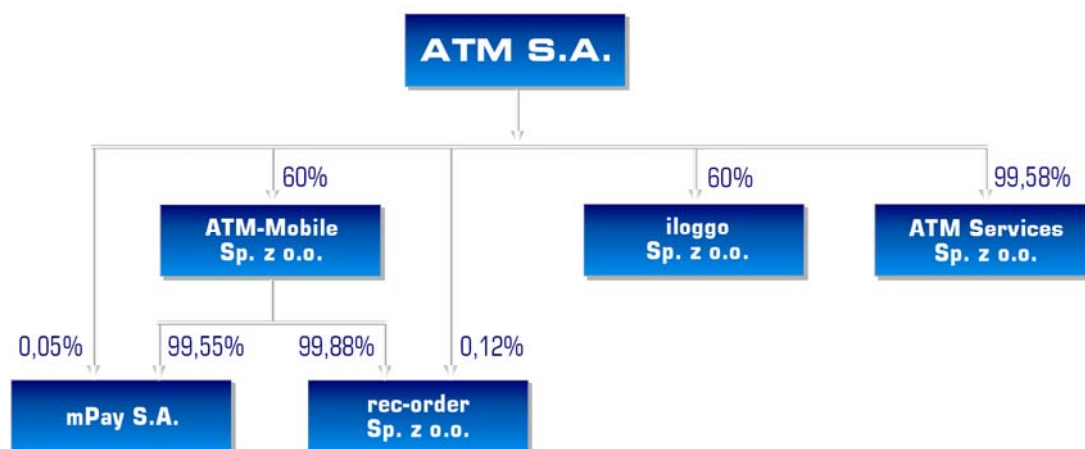 ATM S.A.
60%
60%
99,58%
ATM-Mobile
Sp. z o.o.
iloggo
Sp. z o.o.
ATM Services
Sp. z o.o.
0,05%
99,55%
99,88%
0,12%
mPay S.A.
rec-order
Sp. z o.o.